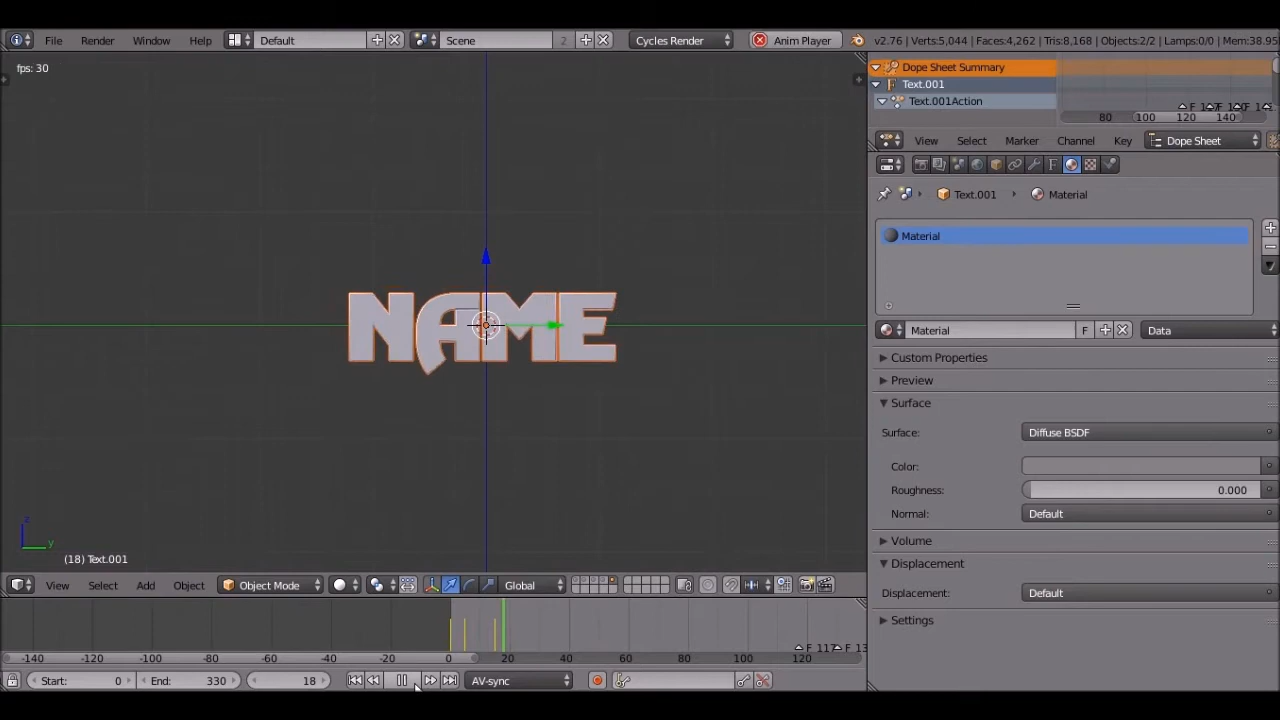 File Render Window Help Default Scene 2 Cycles Render Anim Player v2.76 | Verts:5,044 | Faces:4,262 | Tris:8,168 | Objects:2/2 | Lamps:0/0 | Mem:38.95
fps: 30
NAME
z
y
(18) Text.001
View Select Add Object Object Mode Global
-140 -120 -100 -80 -60 -40 -20 0 20 40 60 80 100 120
F 117 F 13
Start: 0 End: 330 18 AV-sync
Dope Sheet Summary
Text.001
Text.001Action
80 100 120 140
View Select Marker Channel Key Dope Sheet
F
Text.001 Material
Material
Material F Data
Custom Properties
Preview
Surface
Surface: Diffuse BSDF
Color:
Roughness: 0.000
Normal: Default
Volume
Displacement
Displacement: Default
Settings